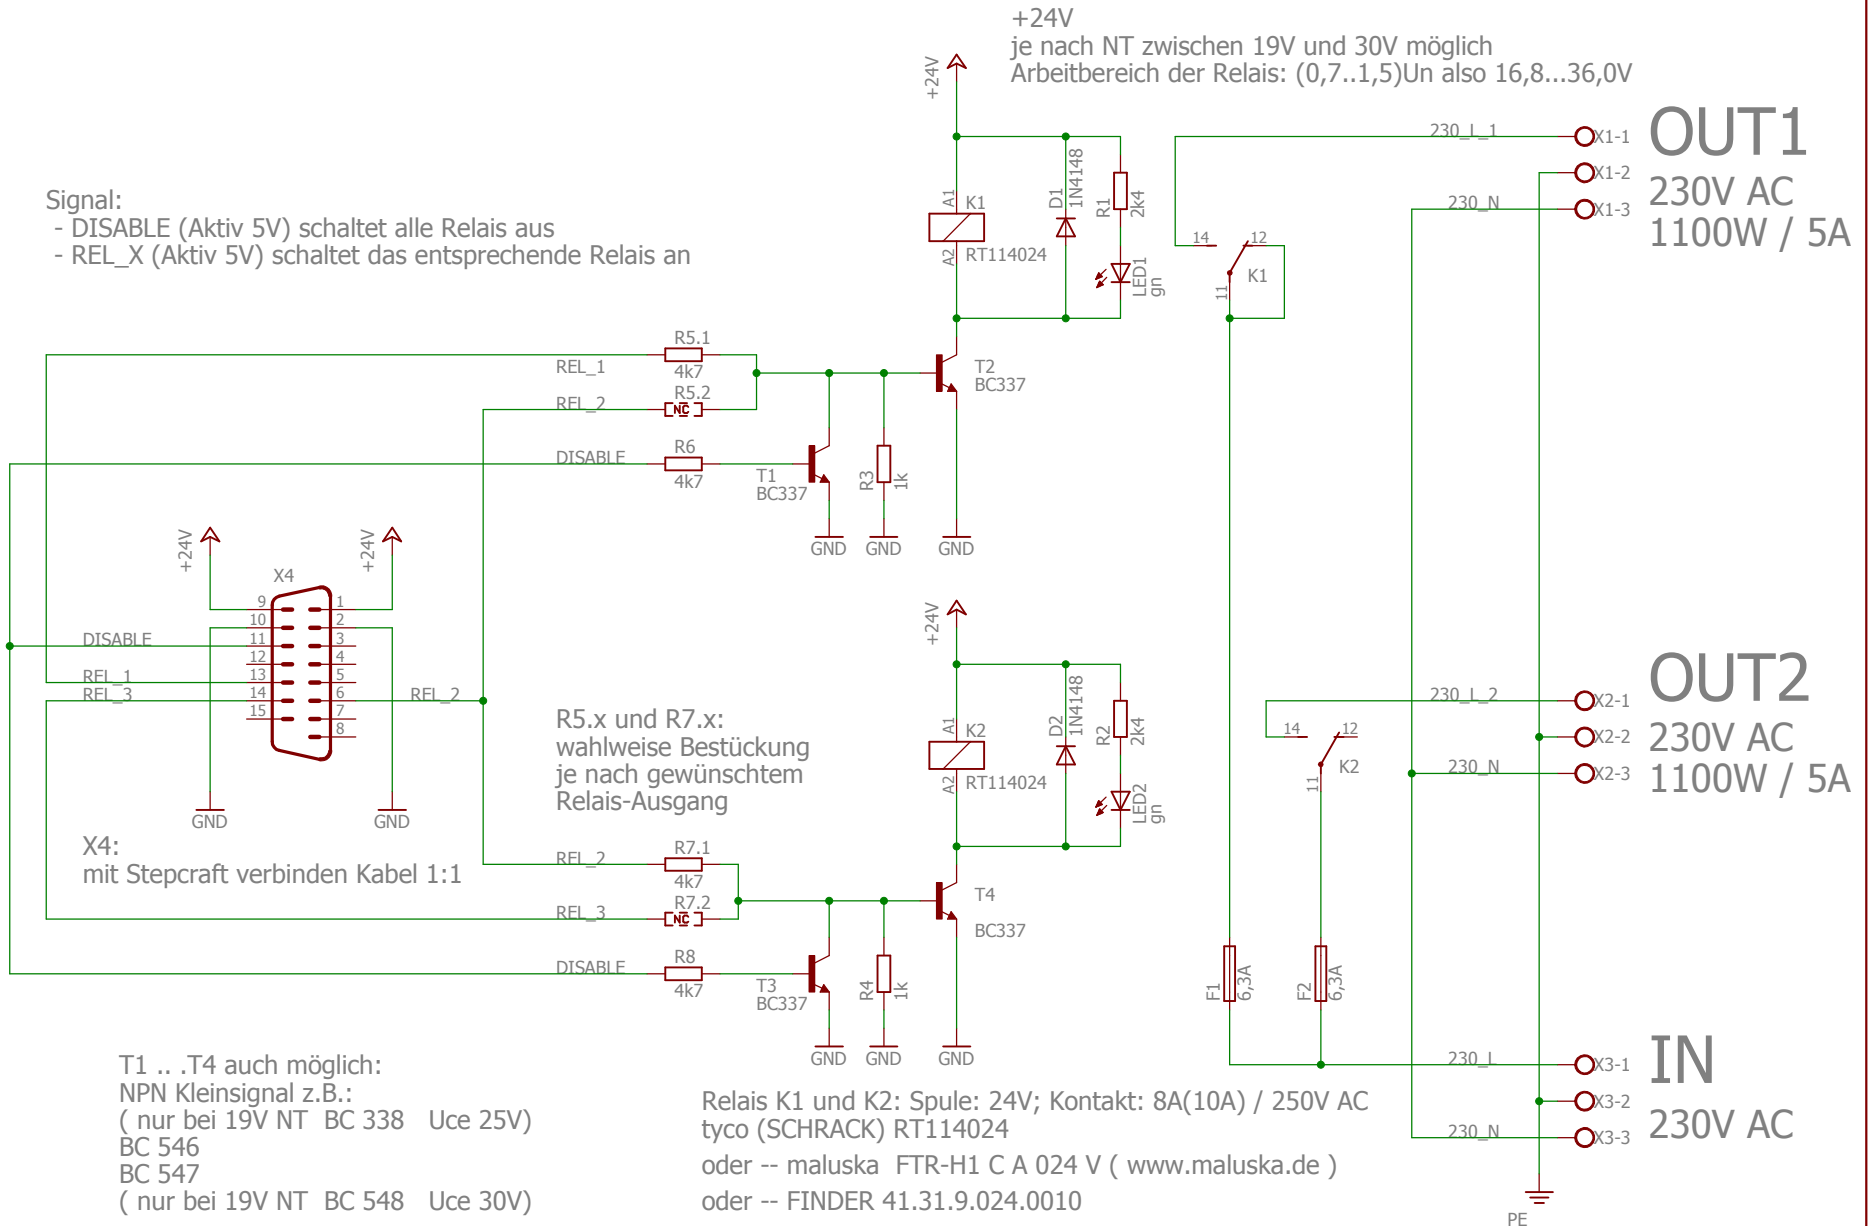 +24V
je nach NT zwischen 19V und 30V möglich
Arbeitbereich der Relais: (0,7..1,5)Un also 16,8...36,0V
+24V
230_L_1
X1-1
OUT1
X1-2
230V AC
230_N
X1-3
1100W / 5A
Signal:
- DISABLE (Aktiv 5V) schaltet alle Relais aus
- REL_X (Aktiv 5V) schaltet das entsprechende Relais an
A1
K1
A2
RT114024
D1
1N4148
R1
2k4
LED1
gn
14
12
11
K1
REL_1
R5.1
4k7
REL_2
R5.2
NC
DISABLE
R6
4k7
T1
BC337
R3
1k
T2
BC337
GND
GND
GND
+24V
+24V
X4
9
1
10
2
11
3
12
4
13
5
14
6
15
7
8
DISABLE
REL_1
REL_3
REL_2
GND
GND
X4:
mit Stepcraft verbinden Kabel 1:1
R5.x und R7.x:
wahlweise Bestückung
je nach gewünschtem
Relais-Ausgang
+24V
A1
K2
A2
RT114024
D2
1N4148
R2
2k4
LED2
gn
14
12
11
K2
230_L_2
X2-1
OUT2
X2-2
230V AC
230_N
X2-3
1100W / 5A
REL_2
R7.1
4k7
REL_3
R7.2
NC
DISABLE
R8
4k7
T3
BC337
R4
1k
T4
BC337
GND
GND
GND
F1
6,3A
F2
6,3A
230_L
X3-1
IN
X3-2
230V AC
230_N
X3-3
PE
T1 .. .T4 auch möglich:
NPN Kleinsignal z.B.:
( nur bei 19V NT BC 338 Uce 25V)
BC 546
BC 547
( nur bei 19V NT BC 548 Uce 30V)
Relais K1 und K2: Spule: 24V; Kontakt: 8A(10A) / 250V AC
tyco (SCHRACK) RT114024
oder -- maluska FTR-H1 C A 024 V ( www.maluska.de )
oder -- FINDER 41.31.9.024.0010